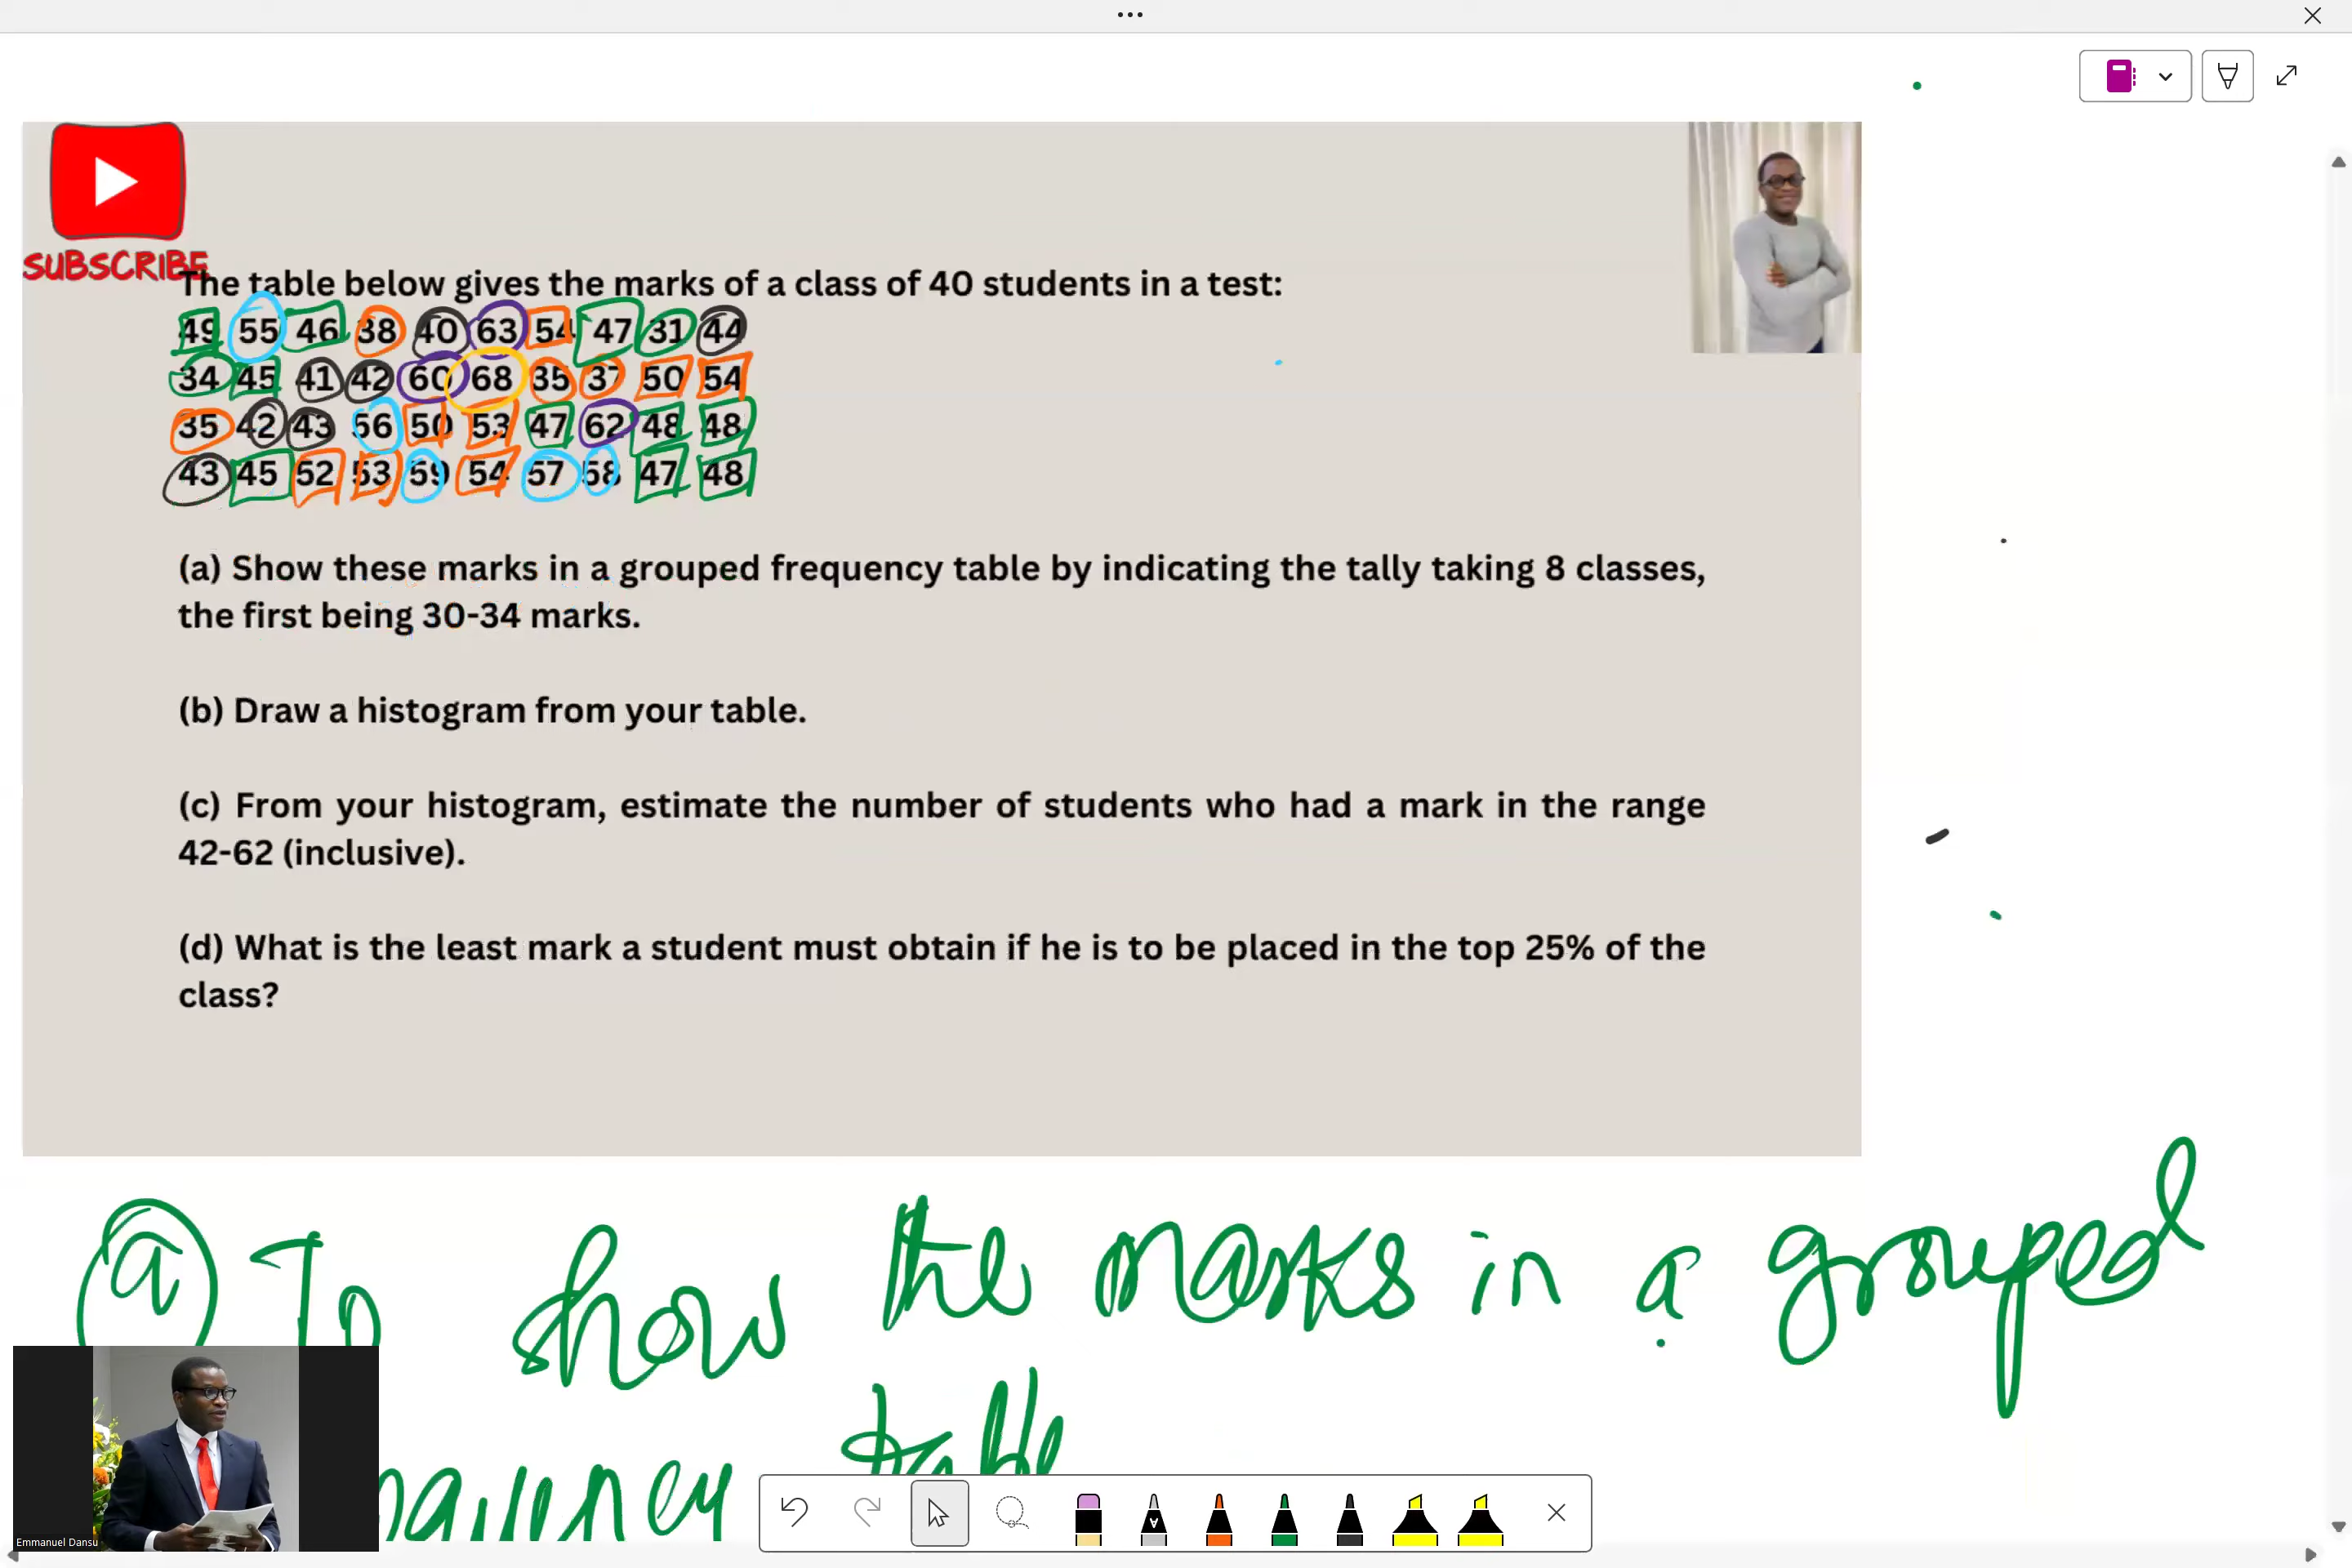 SUBSCRIBE
The table below gives the marks of a class of 40 students in a test:
49 55 46 38 40 63 54 47 31 44
34 45 41 42 60 68 35 37 50 54
35 42 43 56 50 53 47 62 48 48
43 45 52 53 59 54 57 58 47 48
(a) Show these marks in a grouped frequency table by indicating the tally taking 8 classes,
the first being 30-34 marks.
(b) Draw a histogram from your table.
(c) From your histogram, estimate the number of students who had a mark in the range
42-62 (inclusive).
(d) What is the least mark a student must obtain if he is to be placed in the top 25% of the
class?
(a) To show the marks in a grouped
table
Emmanuel Dansu